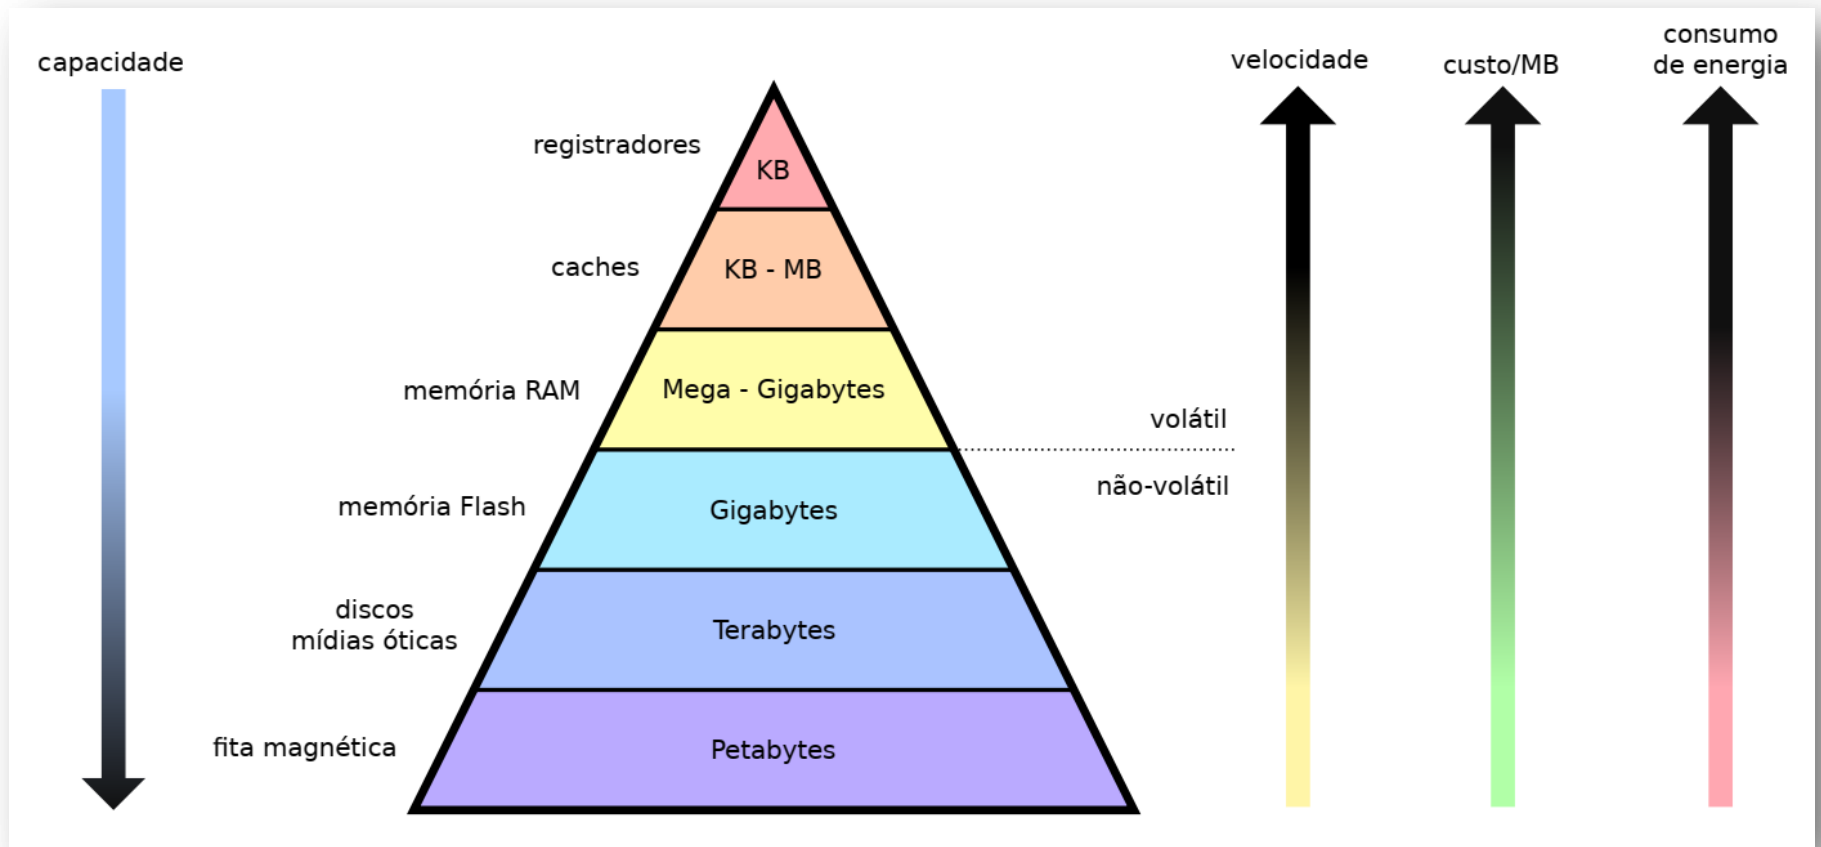 capacidade
velocidade
custo/MB
consumo
de energia
registradores
KB
caches
KB - MB
memória RAM
Mega - Gigabytes
volátil
não-volátil
memória Flash
Gigabytes
discos
mídias óticas
Terabytes
fita magnética
Petabytes